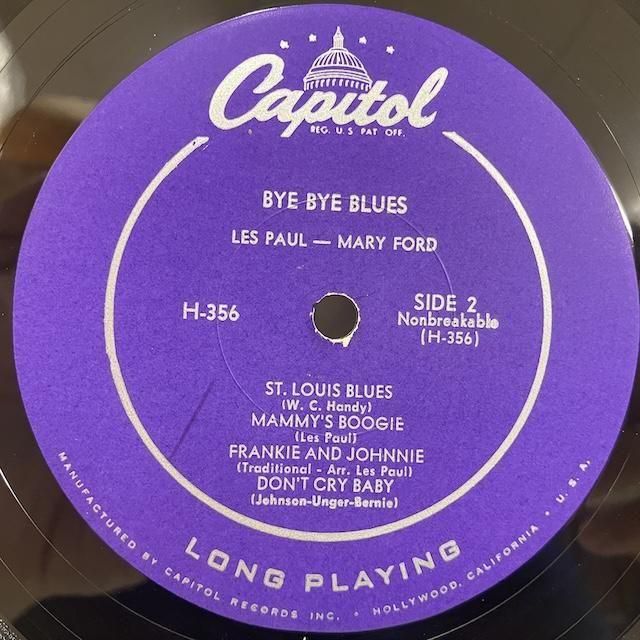 Capitol
REG. U.S. PAT. OFF.
BYE BYE BLUES
LES PAUL — MARY FORD
H-356
SIDE 2
Nonbreakable
(H-356)
ST. LOUIS BLUES
(W. C. Handy)
MAMMY'S BOOGIE
(Les Paul)
FRANKIE AND JOHNNIE
(Traditional - Arr. Les Paul)
DON'T CRY BABY
(Johnson-Unger-Bernie)
LONG PLAYING
MANUFACTURED BY CAPITOL RECORDS INC. • HOLLYWOOD, CALIFORNIA • U.S.A.